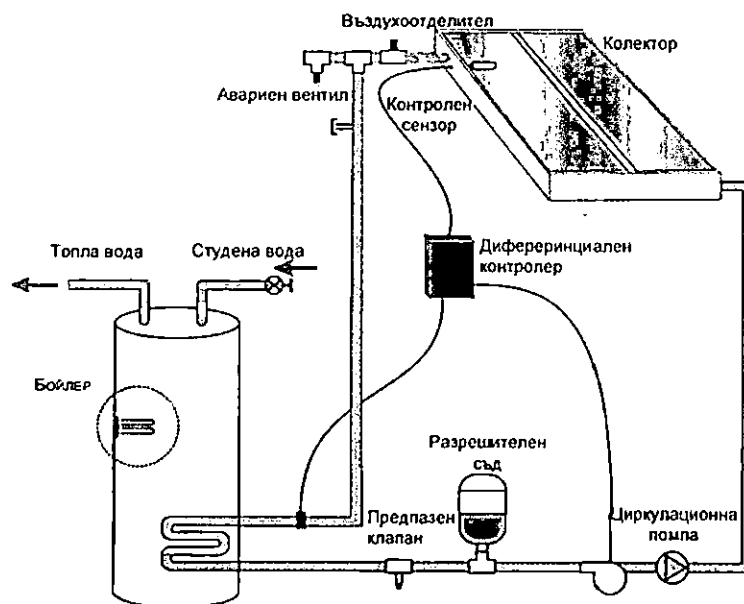 Въздухоотделител
Колектор
Авариен вентил
Контролен
сензор
Топла вода
Студена вода
Дифереринциален
контролер
БОЙЛЕР
Разрешителен
съд
Предпазен
клапан
Циркулационна
помпа